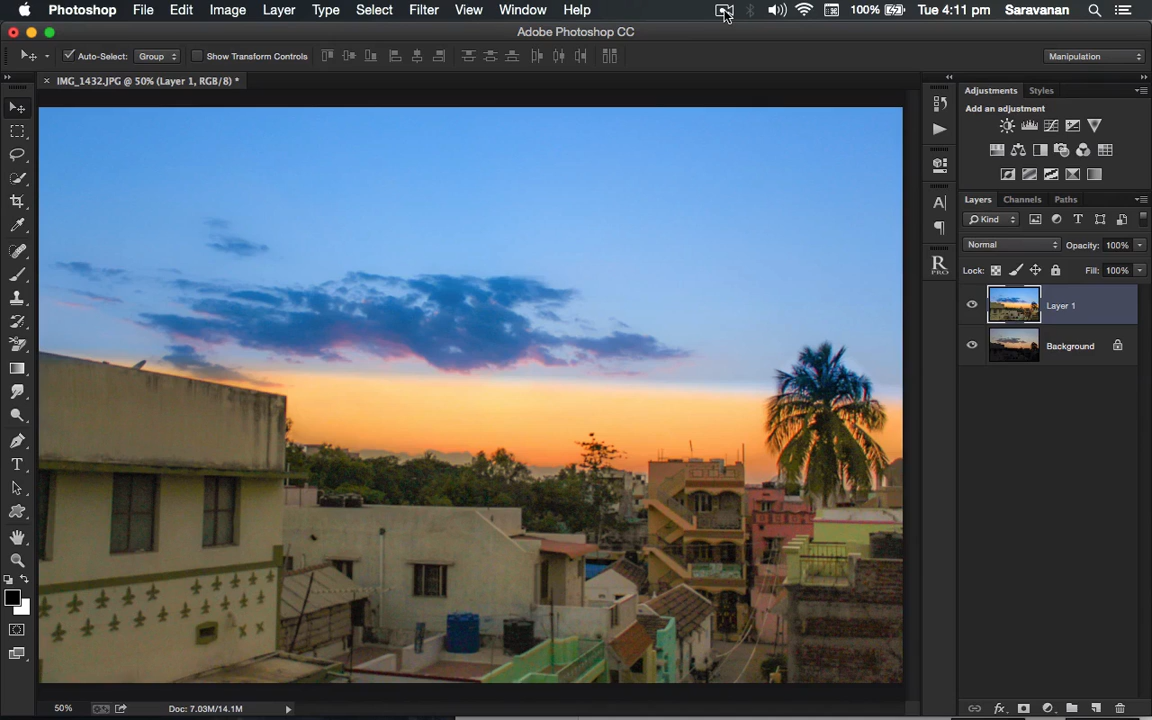 Photoshop File Edit Image Layer Type Select Filter View Window Help 100% Tue 4:11 pm Saravanan
Adobe Photoshop CC
Auto-Select: Group Show Transform Controls Manipulation
× IMG_1432.JPG @ 50% (Layer 1, RGB/8) *
Adjustments Styles
Add an adjustment
Layers Channels Paths
Kind
Normal Opacity: 100%
Lock: Fill: 100%
Layer 1
Background
A
R
PRO
T
fx
50% Doc: 7.03M/14.1M